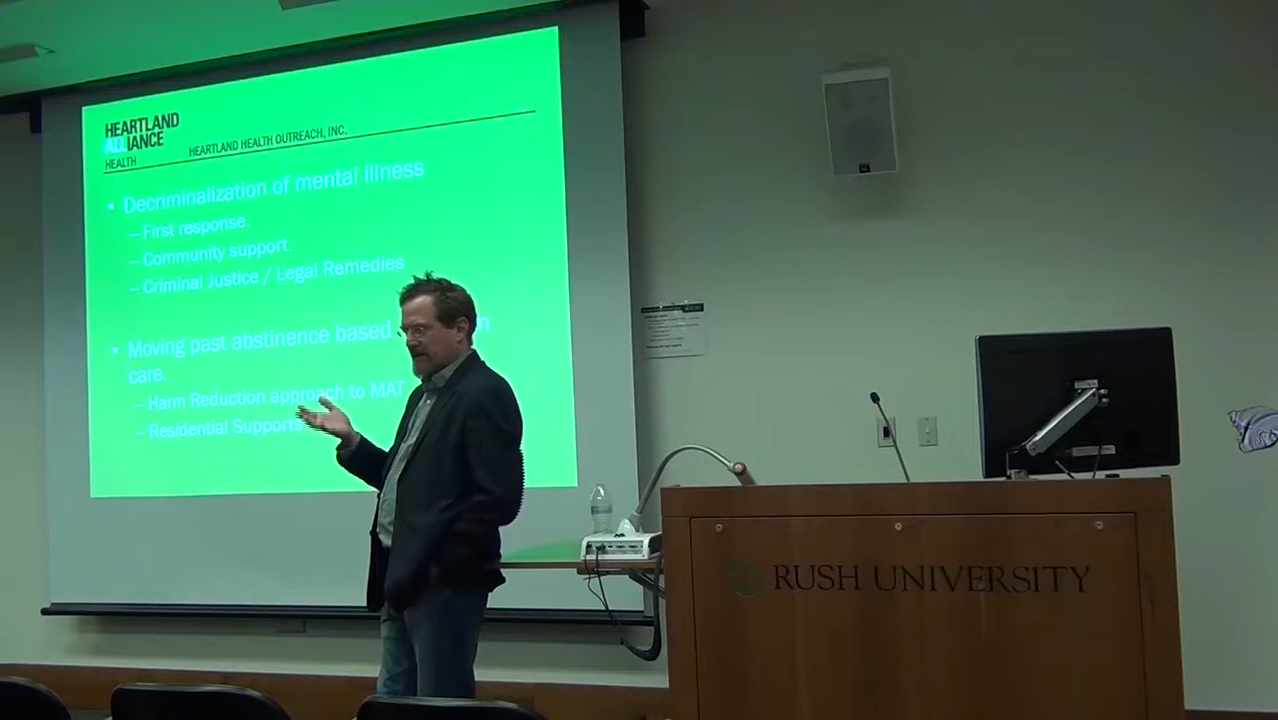 HEARTLAND
ALLIANCE
HEALTH
HEARTLAND HEALTH OUTREACH, INC.
• Decriminalization of mental illness
– First response.
– Community support.
– Criminal Justice / Legal Remedies
• Moving past abstinence based
care.
– Harm Reduction approach to MAT
– Residential Supports
RUSH UNIVERSITY